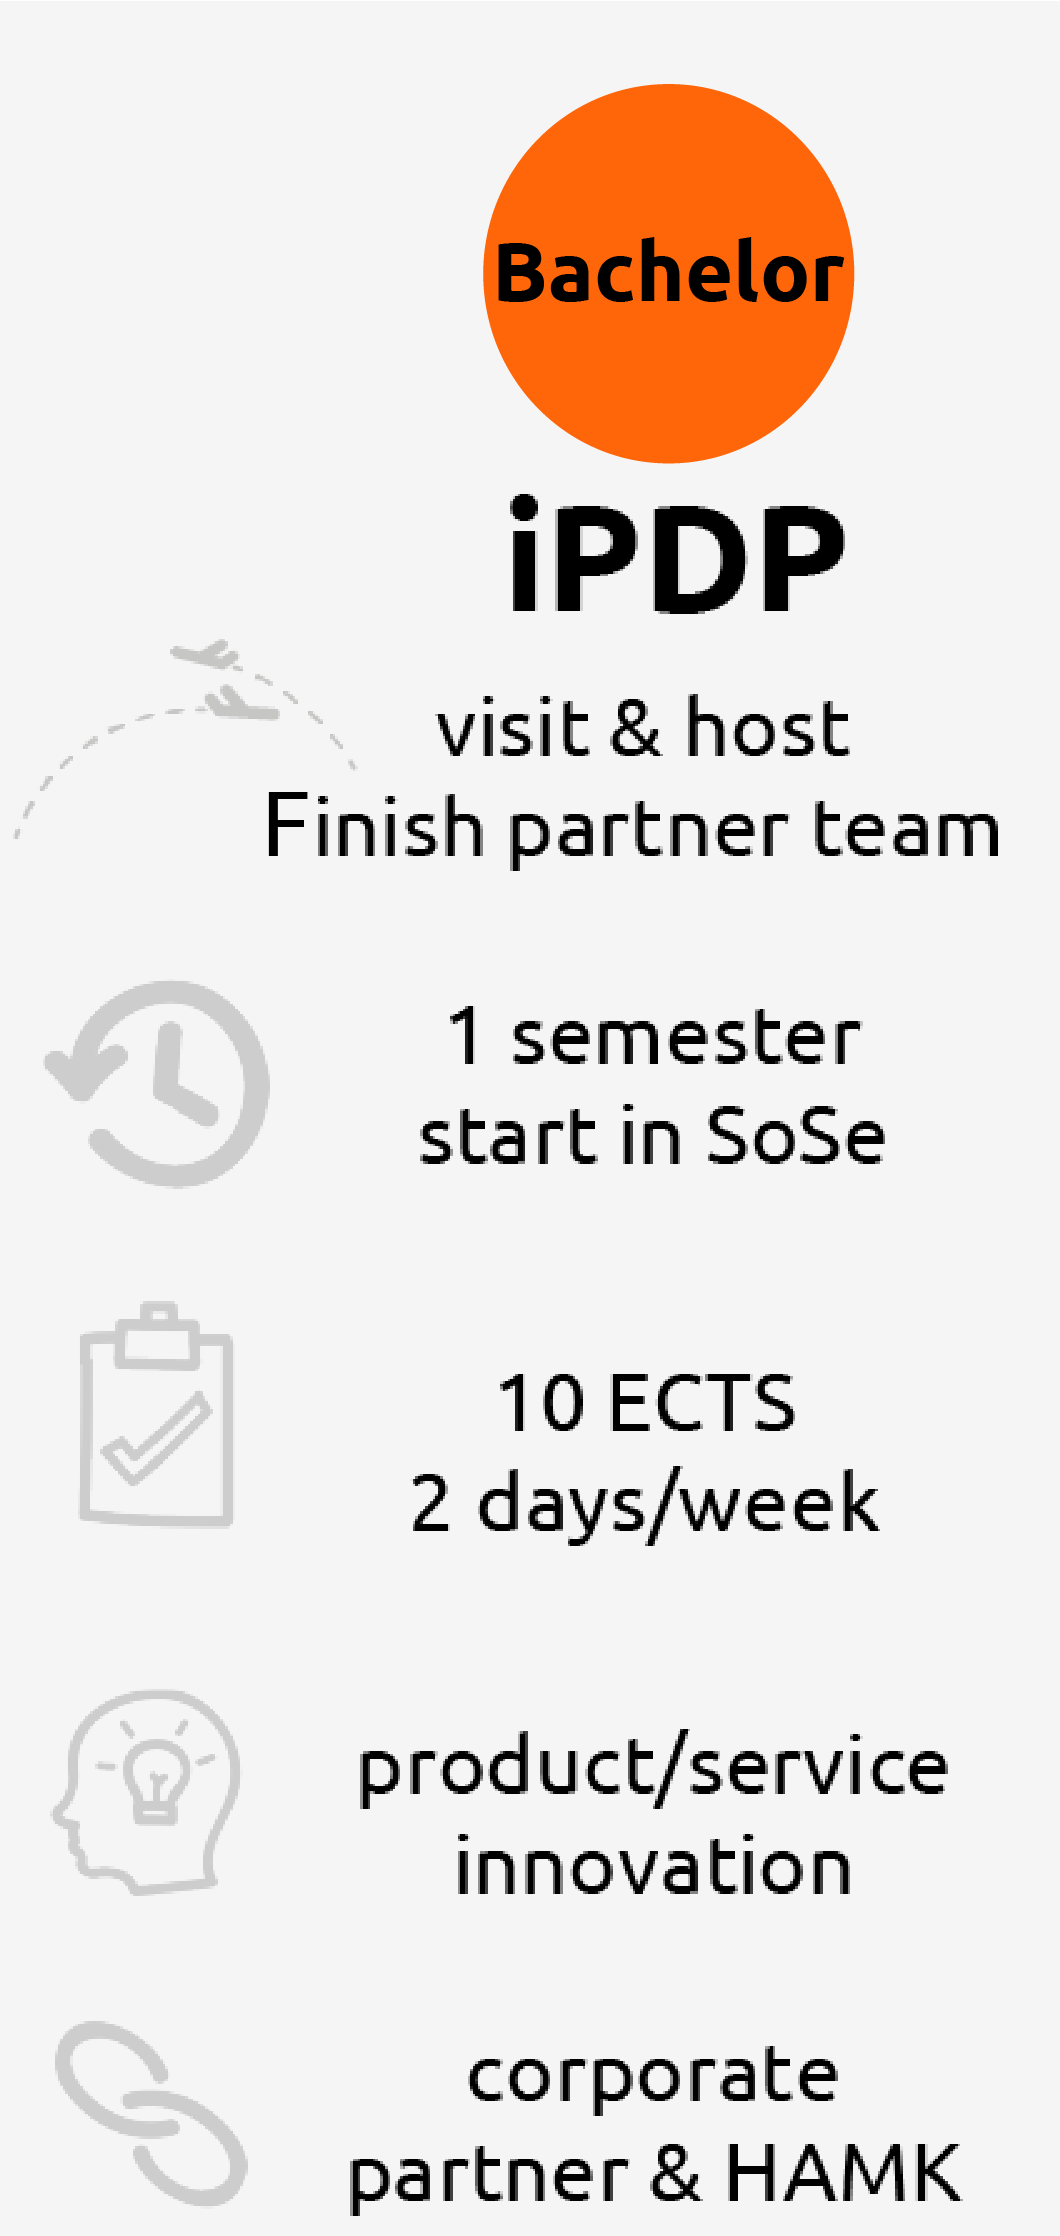 Bachelor
iPDP
visit & host
Finish partner team
1 semester
start in SoSe
10 ECTS
2 days/week
product/service
innovation
corporate
partner & HAMK